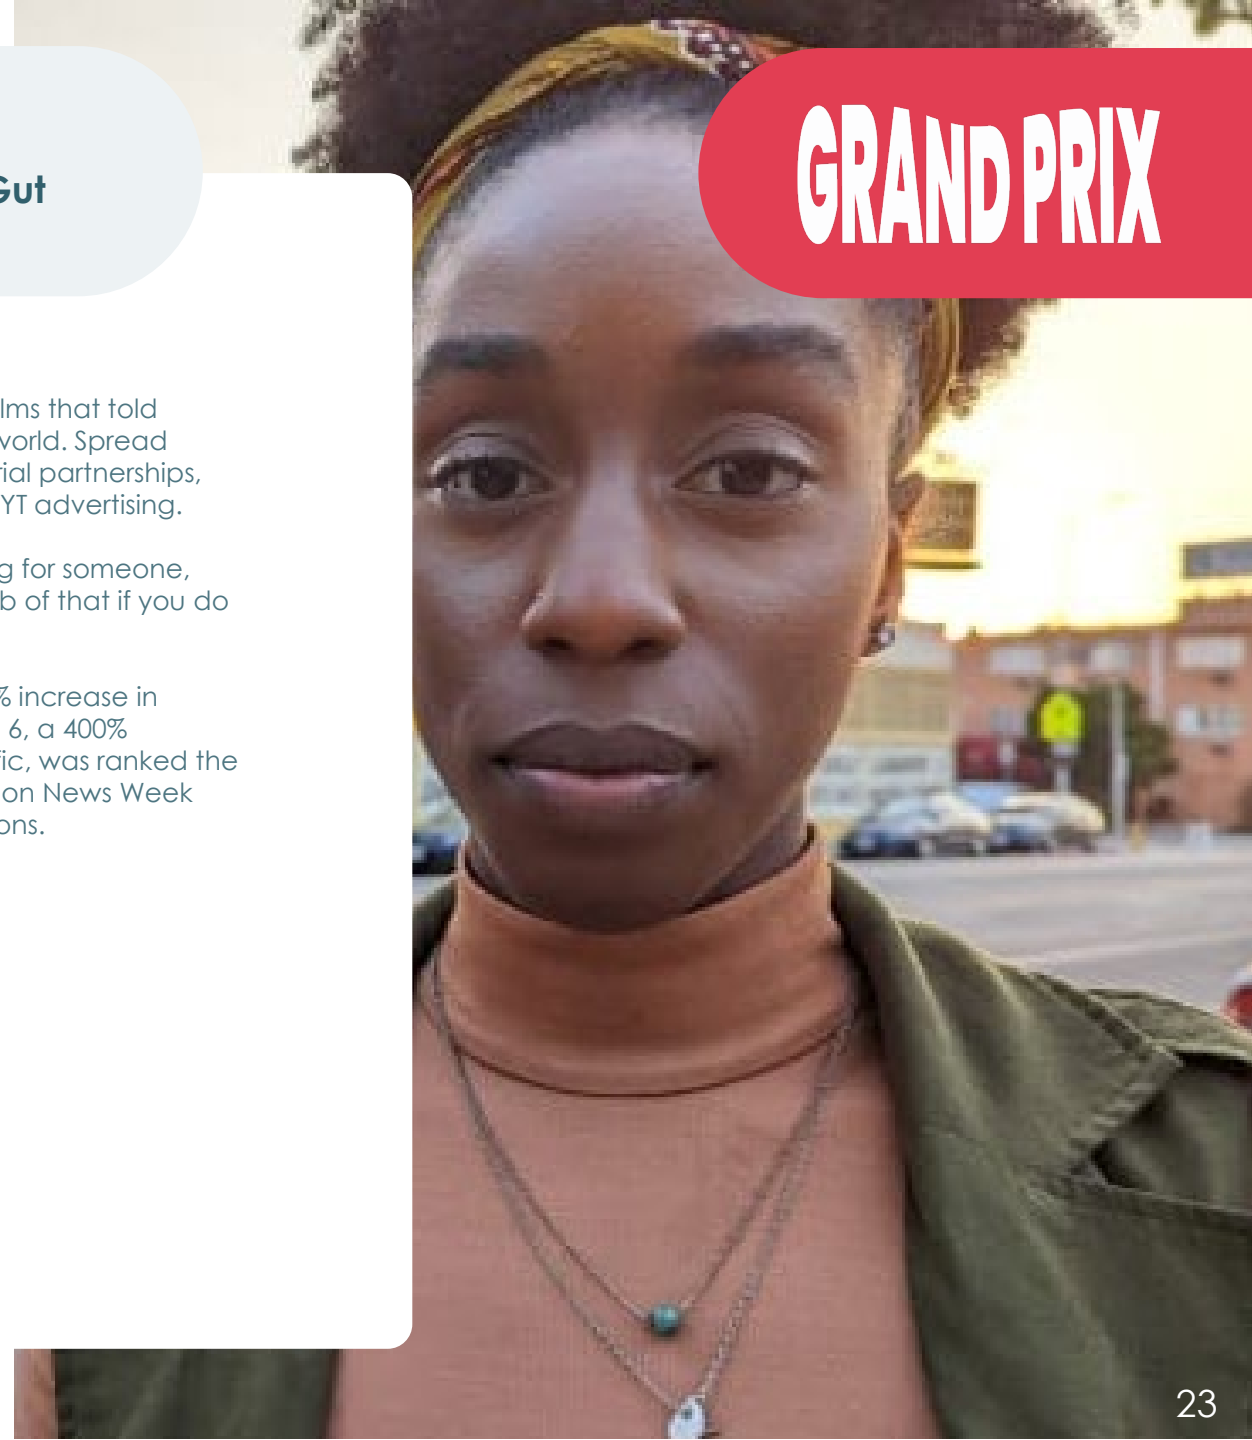 Gut
GRAND PRIX
lms that told
world. Spread
rial partnerships,
YT advertising.
g for someone,
b of that if you do
% increase in
6, a 400%
fic, was ranked the
on News Week
ons.
23